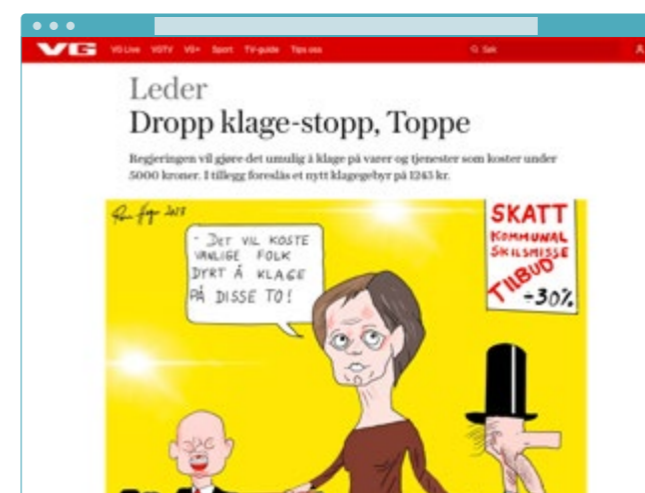 VG
VG Live VGTV VG+ Sport TV-guide Tips oss
Søk
Leder
Dropp klage-stopp, Toppe
Regjeringen vil gjøre det umulig å klage på varer og tjenester som koster under
5000 kroner. I tillegg foreslås et nytt klagegebyr på 1243 kr.
- DET VIL KOSTE
VANLIGE FOLK
DYRT Å KLAGE
PÅ DISSE TO!
SKATT
KOMMUNAL
SKILSMISSE
TILBUD
-30%